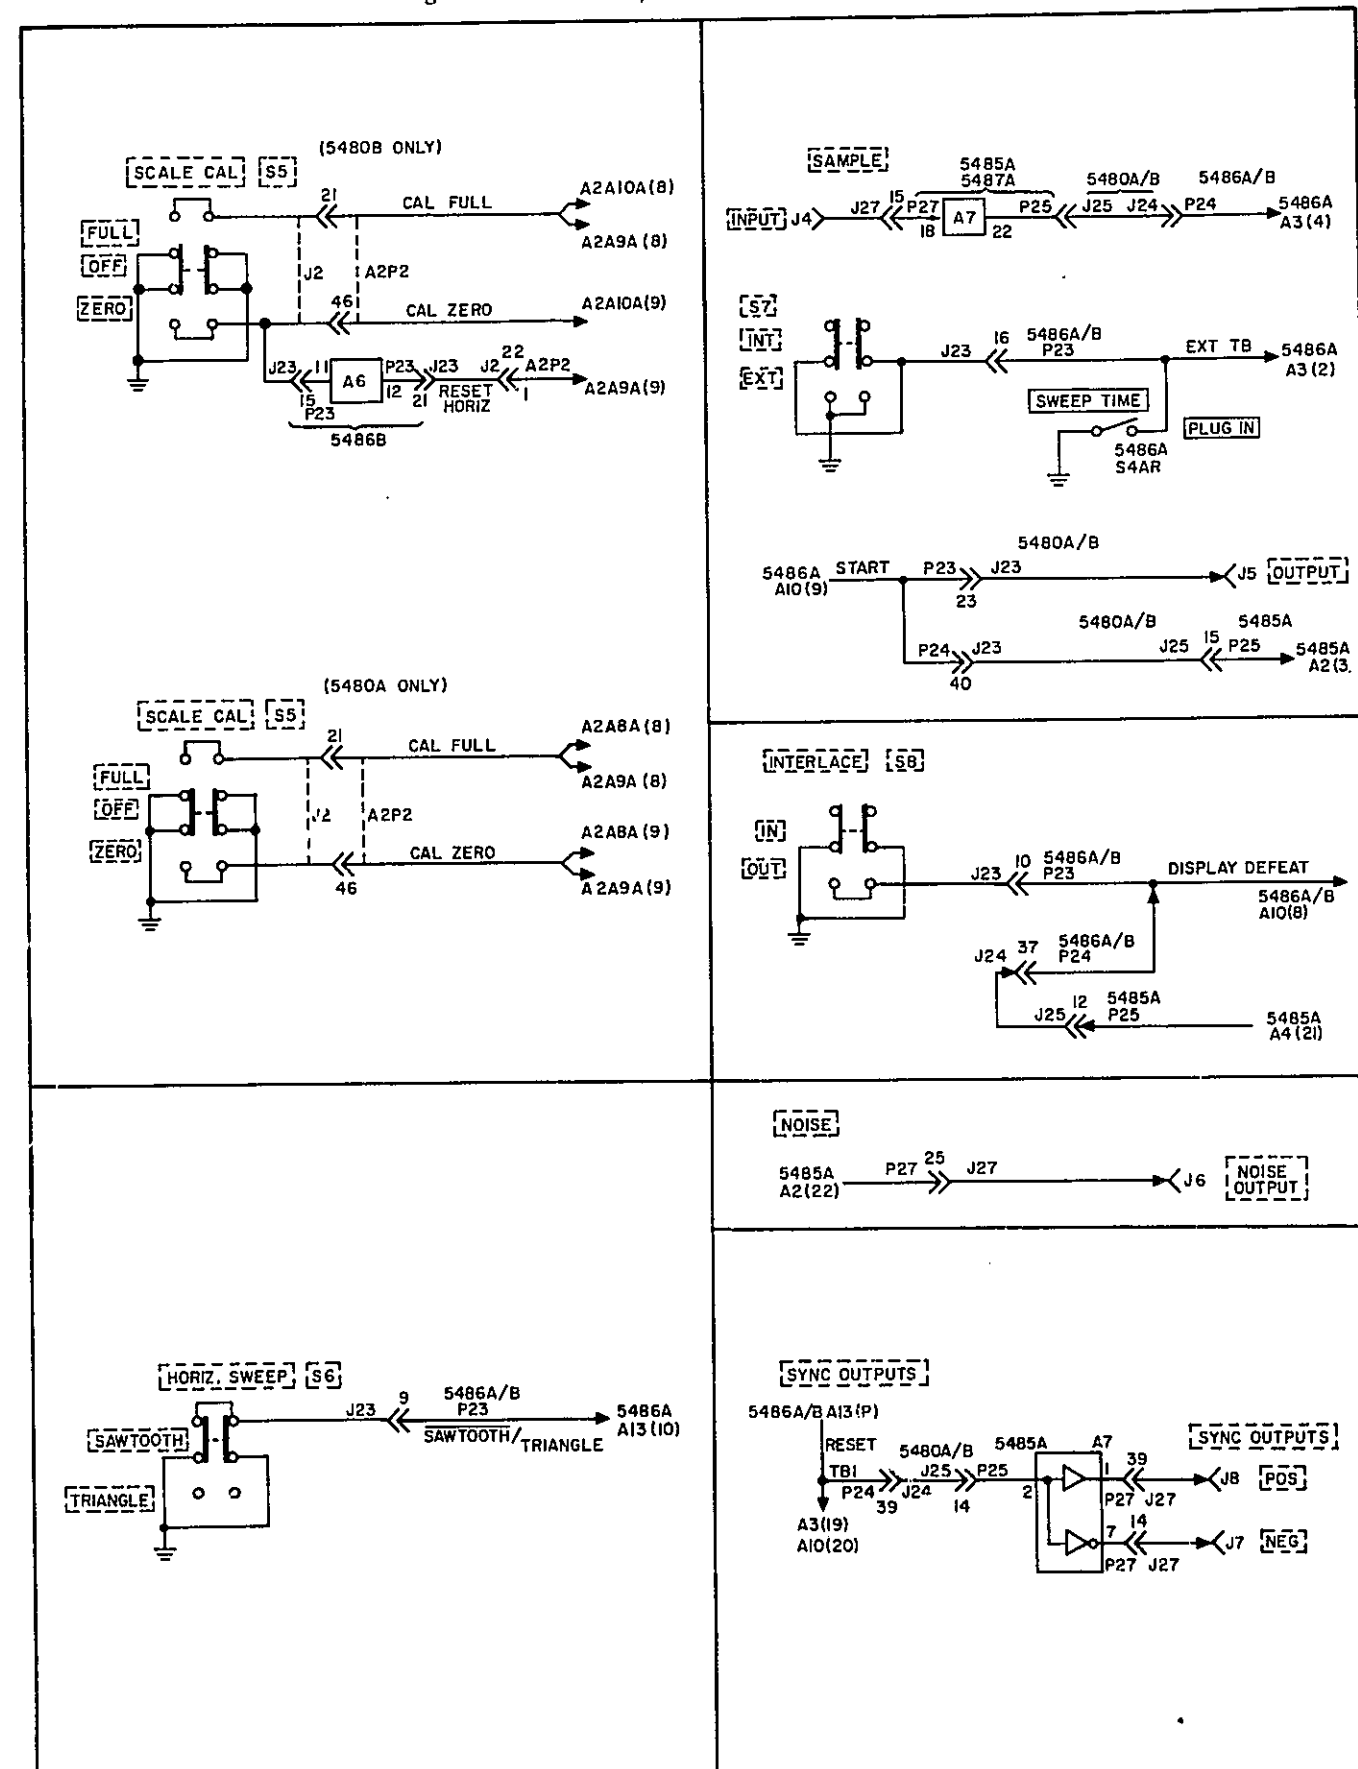 (5480B ONLY)
SCALE CAL S5
21
CAL FULL
A2A10A(8)
A2A9A(8)
FULL
OFF
ZERO
J2
A2P2
46
CAL ZERO
A2A10A(9)
J23
11
A6
P23
J23
J2
22
A2P2
15
P23
12
21
RESET
HORIZ
1
A2A9A(9)
5486B
(5480A ONLY)
SCALE CAL S5
21
CAL FULL
A2A8A(8)
A2A9A(8)
FULL
OFF
ZERO
J2
A2P2
46
CAL ZERO
A2A8A(9)
A2A9A(9)
HORIZ. SWEEP S6
J23
9
5486A/B
P23
SAWTOOTH/TRIANGLE
5486A
A13(10)
SAWTOOTH
TRIANGLE
SAMPLE
5485A
5487A
5480A/B
5486A/B
INPUT J4
J27
15
P27
18
A7
22
P25
J25
J24
P24
5486A
A3(4)
S7
INT
EXT
J23
16
5486A/B
P23
EXT TB
5486A
A3(2)
SWEEP TIME
PLUG IN
5486A
S4AR
5480A/B
5486A
A10(9)
START
P23
J23
23
J5 OUTPUT
5480A/B
5485A
P24
J23
40
J25
15
P25
5485A
A2(3
INTERLACE S8
IN
OUT
J23
10
5486A/B
P23
DISPLAY DEFEAT
5486A/B
A10(8)
J24
37
5486A/B
P24
J25
12
5485A
P25
5485A
A4(21)
NOISE
5485A
A2(22)
P27
25
J27
J6
NOISE
OUTPUT
SYNC OUTPUTS
5486A/B A13(P)
RESET
TB1
P24
39
5480A/B
J25
J24
14
P25
5485A
2
A7
1
39
P27 J27
J8
SYNC OUTPUTS
POS
7
14
P27 J27
J7
NEG
A3(19)
A10(20)